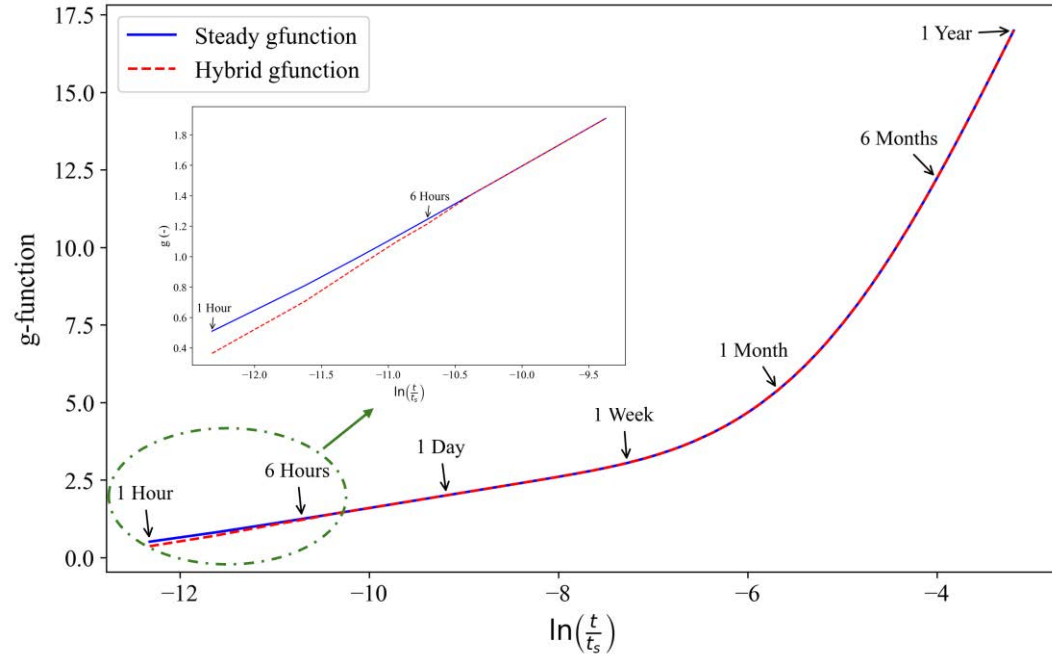 17.5
15.0
12.5
10.0
7.5
5.0
2.5
0.0
g-function
Steady gfunction
Hybrid gfunction
1 Year
6 Months
1 Month
1 Week
1 Day
6 Hours
1 Hour
1.8
1.6
1.4
1.2
1.0
0.8
0.6
0.4
g (-)
6 Hours
1 Hour
−12.0 −11.5 −11.0 −10.5 −10.0 −9.5
ln(t/tₛ)
−12 −10 −8 −6 −4
ln(t/tₛ)